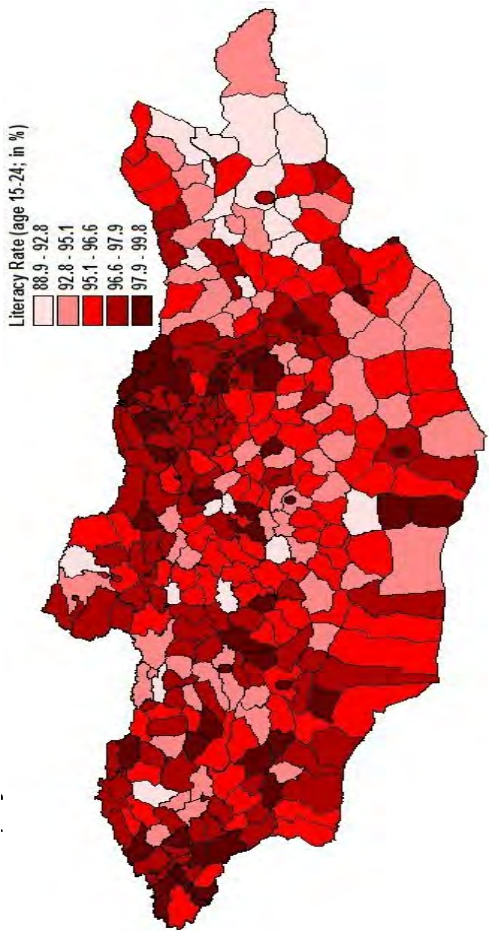 Literacy Rate (age 15-24; in %)
88.9 - 92.8
92.8 - 95.1
95.1 - 96.6
96.6 - 97.9
97.9 - 99.8